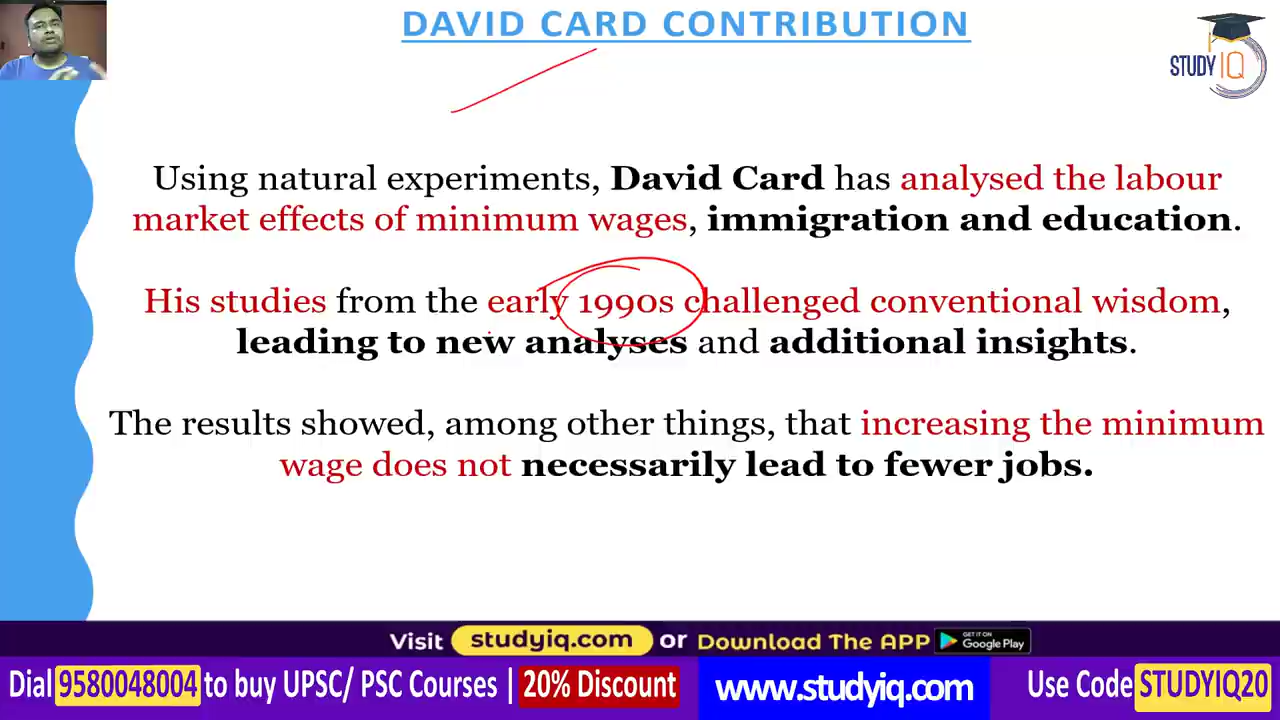 DAVID CARD CONTRIBUTION
STUDY IQ
Using natural experiments, David Card has analysed the labour
market effects of minimum wages, immigration and education.
His studies from the early 1990s challenged conventional wisdom,
leading to new analyses and additional insights.
The results showed, among other things, that increasing the minimum
wage does not necessarily lead to fewer jobs.
Visit studyiq.com or Download The APP GET IT ON Google Play
Dial 9580048004 to buy UPSC/ PSC Courses | 20% Discount www.studyiq.com Use Code STUDYIQ20